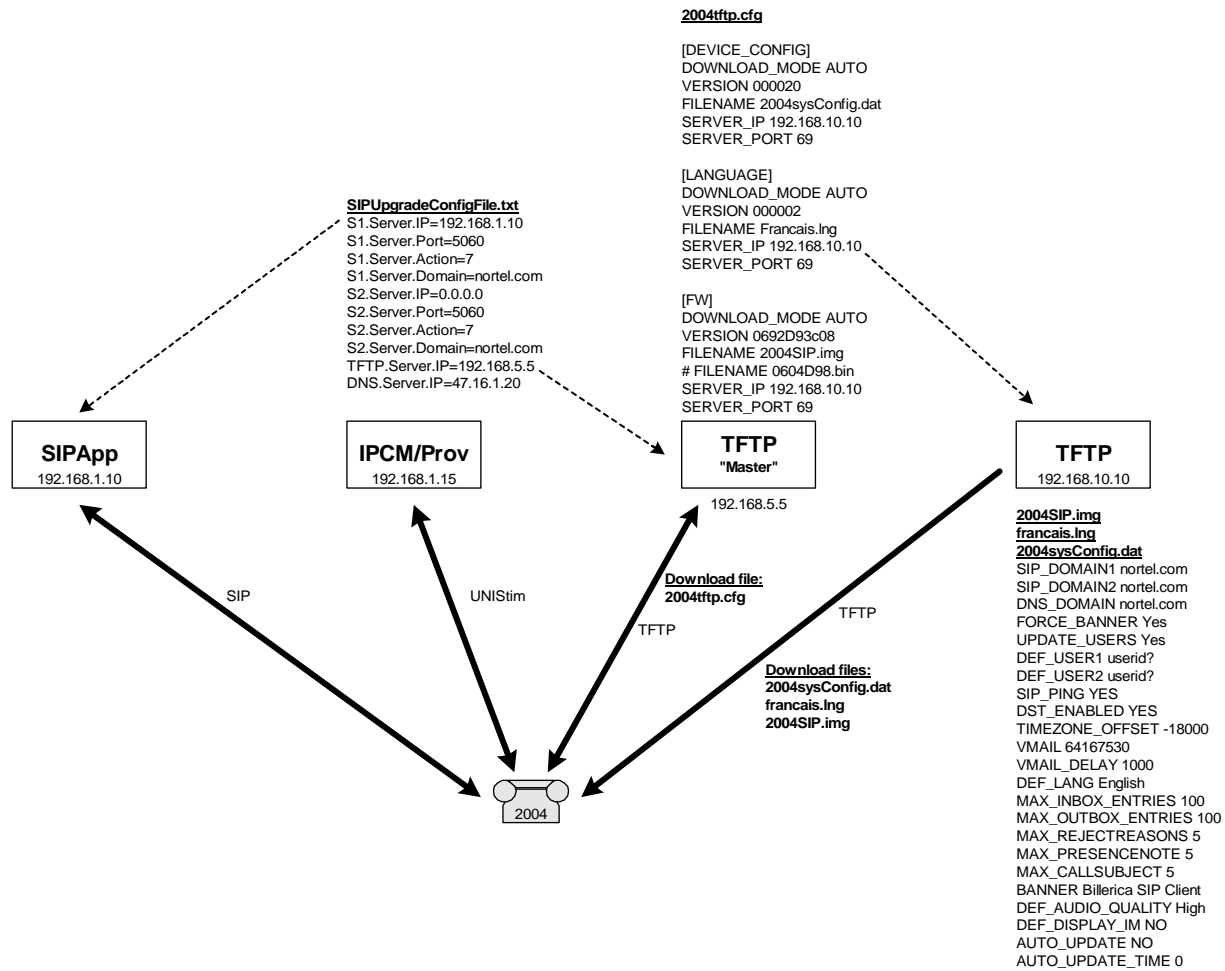 2004tftp.cfg
[DEVICE_CONFIG]
DOWNLOAD_MODE AUTO
VERSION 000020
FILENAME 2004sysConfig.dat
SERVER_IP 192.168.10.10
SERVER_PORT 69
[LANGUAGE]
DOWNLOAD_MODE AUTO
VERSION 000002
FILENAME Francais.lng
SERVER_IP 192.168.10.10
SERVER_PORT 69
[FW]
DOWNLOAD_MODE AUTO
VERSION 0692D93c08
FILENAME 2004SIP.img
# FILENAME 0604D98.bin
SERVER_IP 192.168.10.10
SERVER_PORT 69
SIPUpgradeConfigFile.txt
S1.Server.IP=192.168.1.10
S1.Server.Port=5060
S1.Server.Action=7
S1.Server.Domain=nortel.com
S2.Server.IP=0.0.0.0
S2.Server.Port=5060
S2.Server.Action=7
S2.Server.Domain=nortel.com
TFTP.Server.IP=192.168.5.5
DNS.Server.IP=47.16.1.20
SIPApp
192.168.1.10
IPCM/Prov
192.168.1.15
TFTP
"Master"
192.168.5.5
TFTP
192.168.10.10
2004SIP.img
francais.lng
2004sysConfig.dat
SIP_DOMAIN1 nortel.com
SIP_DOMAIN2 nortel.com
DNS_DOMAIN nortel.com
FORCE_BANNER Yes
UPDATE_USERS Yes
DEF_USER1 userid?
DEF_USER2 userid?
SIP_PING YES
DST_ENABLED YES
TIMEZONE_OFFSET -18000
VMAIL 64167530
VMAIL_DELAY 1000
DEF_LANG English
MAX_INBOX_ENTRIES 100
MAX_OUTBOX_ENTRIES 100
MAX_REJECTREASONS 5
MAX_PRESENCENOTE 5
MAX_CALLSUBJECT 5
BANNER Billerica SIP Client
DEF_AUDIO_QUALITY High
DEF_DISPLAY_IM NO
AUTO_UPDATE NO
AUTO_UPDATE_TIME 0
SIP
UNIStim
Download file:
2004tftp.cfg
TFTP
TFTP
Download files:
2004sysConfig.dat
francais.lng
2004SIP.img
2004